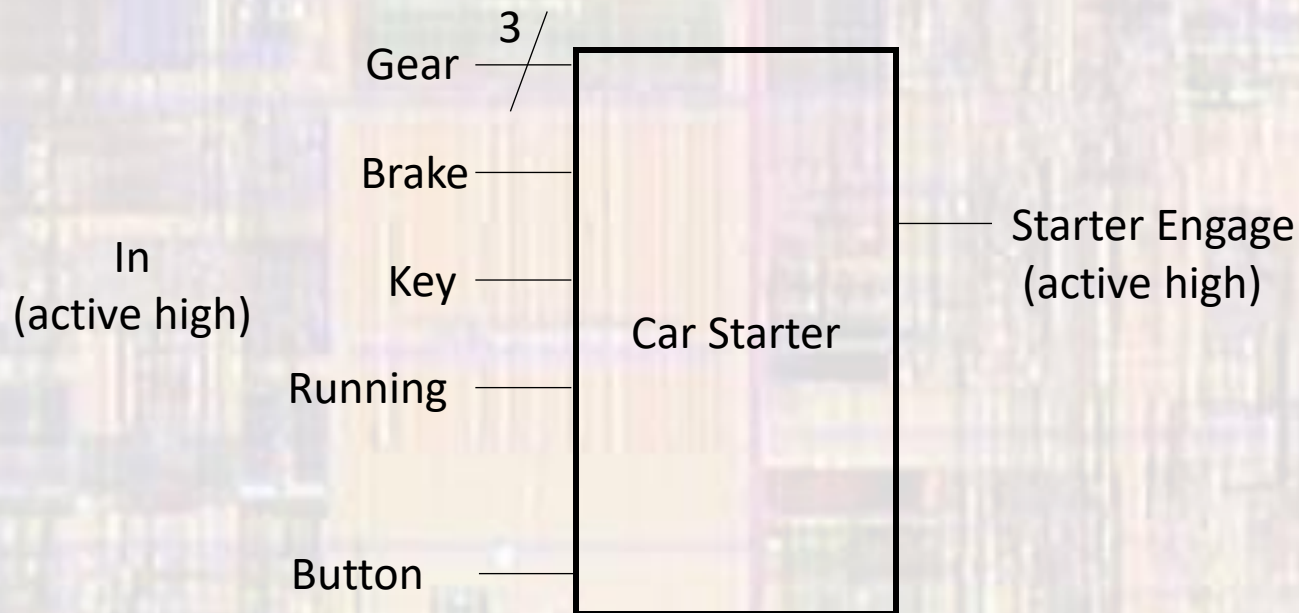 3
Gear
Brake
In
(active high)
Key
Running
Button
Car Starter
Starter Engage
(active high)